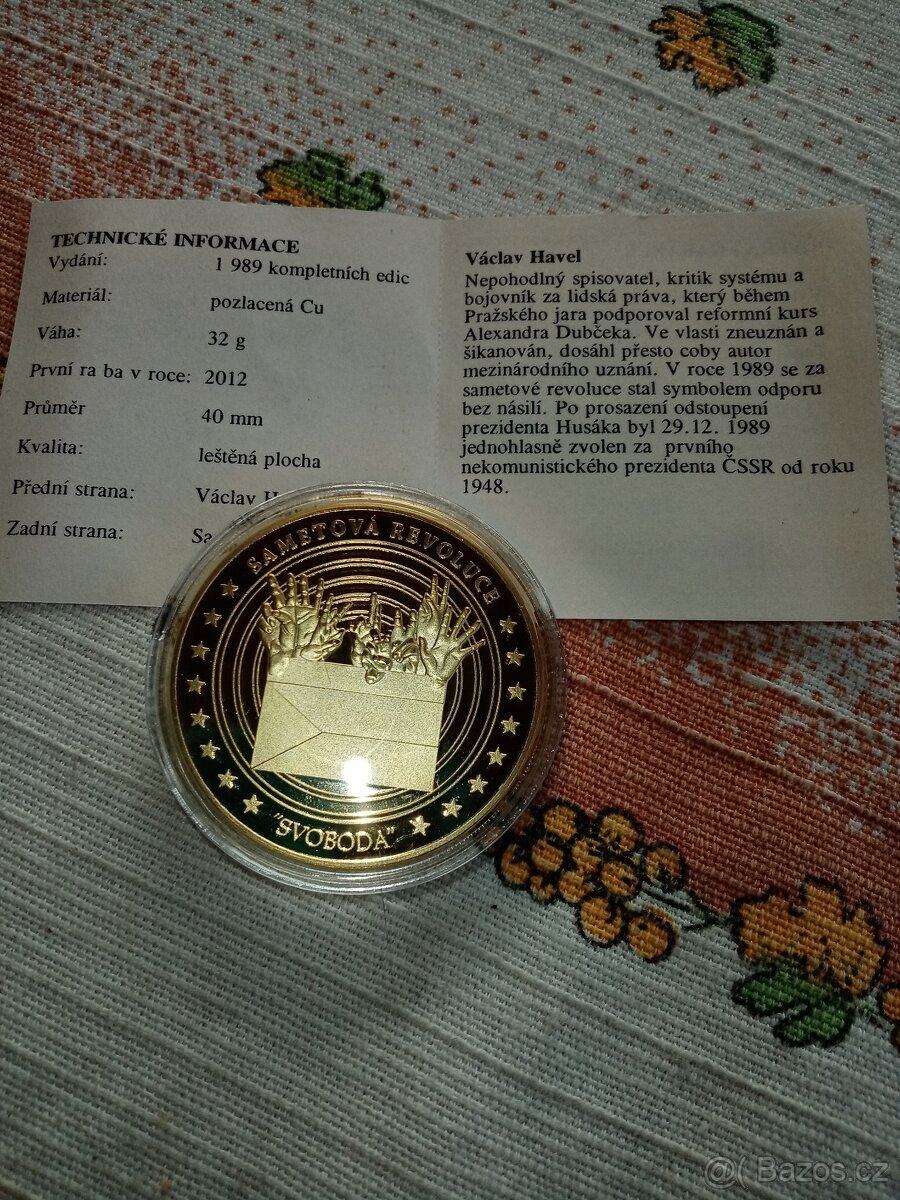 TECHNICKÉ INFORMACE
Vydání: 1 989 kompletních edic
Materiál: pozlacená Cu
Váha: 32 g
První ra ba v roce: 2012
Průměr 40 mm
Kvalita: leštěná plocha
Přední strana: Václav H
Zadní strana: Sa
Václav Havel
Nepohodlný spisovatel, kritik systému a
bojovník za lidská práva, který během
Pražského jara podporoval reformní kurs
Alexandra Dubčeka. Ve vlasti zneuznán a
šikanován, dosáhl přesto coby autor
mezinárodního uznání. V roce 1989 se za
sametové revoluce stal symbolem odporu
bez násilí. Po prosazení odstoupení
prezidenta Husáka byl 29.12. 1989
jednohlasně zvolen za prvního
nekomunistického prezidenta ČSSR od roku
1948.
SAMETOVÁ REVOLUCE
"SVOBODA"
@( Bazos.cz